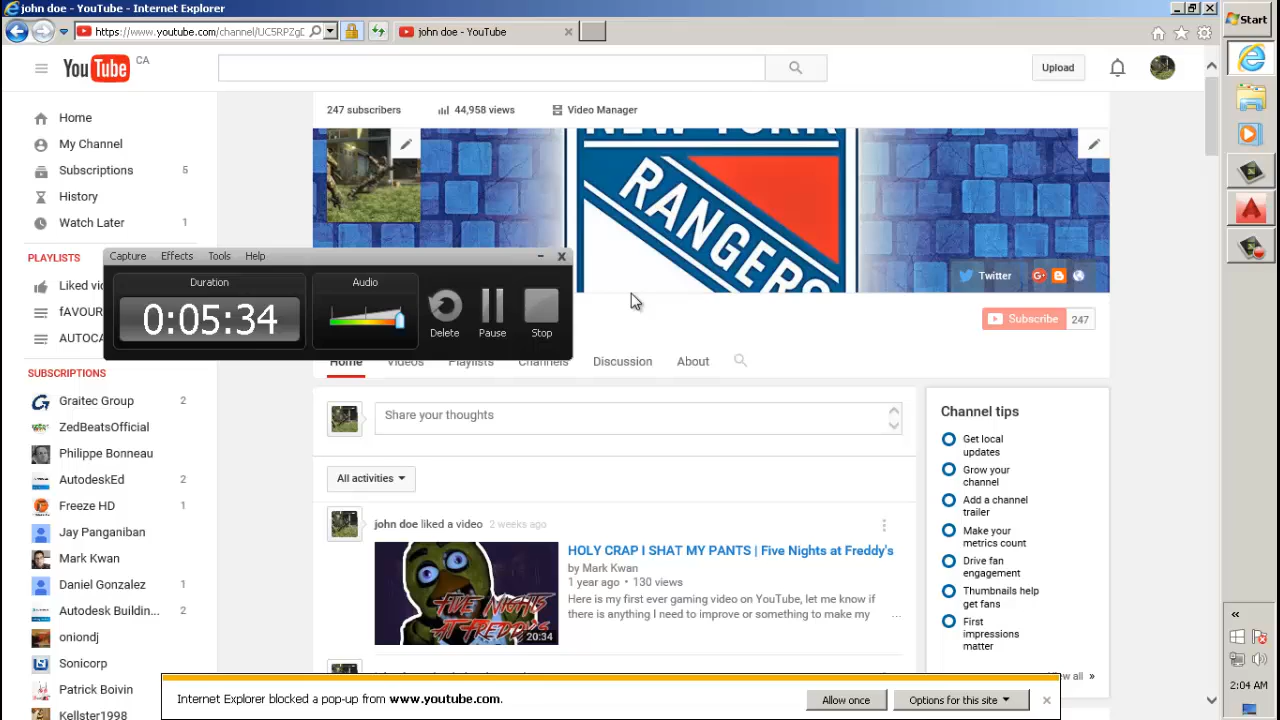 john doe - YouTube - Internet Explorer
https://www.youtube.com/channel/UC5RPZgD
john doe - YouTube
Start
YouTube CA
Upload
247 subscribers
44,958 views
Video Manager
NEW YORK
RANGERS
Twitter
Subscribe 247
Home
My Channel
Subscriptions 5
History
Watch Later 1
PLAYLISTS
Liked vid
fAVOUR
AUTOCA
SUBSCRIPTIONS
Graitec Group 2
ZedBeatsOfficial
Philippe Bonneau
AutodeskEd 2
Freeze HD 1
Jay Panganiban
Mark Kwan
Daniel Gonzalez
Autodesk Buildin... 2
oniondj
Sonicorp
Patrick Boivin
Kellster1998
Capture Effects Tools Help
Duration
0:05:34
Audio
Delete
Pause
Stop
Home Videos Playlists Channels Discussion About
Share your thoughts
All activities
john doe liked a video 2 weeks ago
HOLY CRAP I SHAT MY PANTS | Five Nights at Freddy's
by Mark Kwan
1 year ago • 130 views
Here is my first ever gaming video on YouTube, let me know if
there is anything I need to improve or something to make my ...
FIVE NIGHTS
AT FREDDY'S
20:34
Channel tips
Get local
updates
Grow your
channel
Add a channel
trailer
Make your
metrics count
Drive fan
engagement
Thumbnails help
get fans
First
impressions
matter
all »
Internet Explorer blocked a pop-up from www.youtube.com.
Allow once
Options for this site
2:04 AM